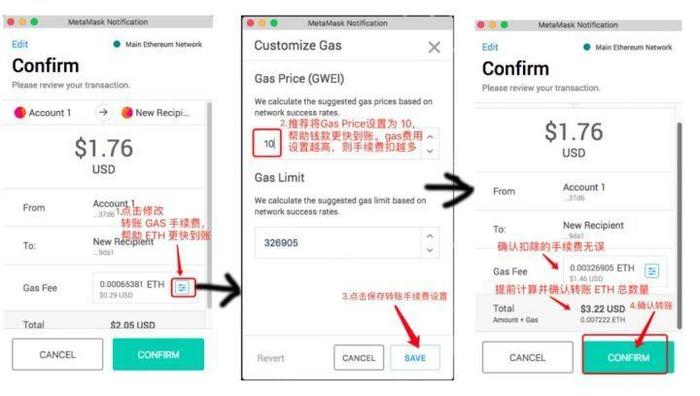 MetaMask Notification
Edit
Main Ethereum Network
Confirm
Please review your transaction.
Account 1
New Recipi...
$1.76
USD
From
Account 1
...37d6
1.点击修改
转账 GAS 手续费,
帮助 ETH 更快到账
To:
New Recipient
...9da1
Gas Fee
0.00065381 ETH
$0.29 USD
Total
$2.05 USD
CANCEL
CONFIRM
MetaMask Notification
Customize Gas
Gas Price (GWEI)
We calculate the suggested gas prices based on
network success rates.
2.推荐将Gas Price设置为 10,
帮助钱款更快到账。gas费用
设置越高，则手续费扣越多
10
Gas Limit
We calculate the suggested gas limit based on
network success rates.
326905
3.点击保存转账手续费设置
Revert
CANCEL
SAVE
MetaMask Notification
Edit
Main Ethereum Network
Confirm
Please review your transaction.
$1.76
USD
From
Account 1
...37d6
To:
New Recipient
...9da1
确认扣除的手续费无误
Gas Fee
0.00326905 ETH
$1.46 USD
提前计算并确认转账 ETH 总数量
Total
Amount + Gas
$3.22 USD
0.007222 ETH
4.确认转账
CANCEL
CONFIRM